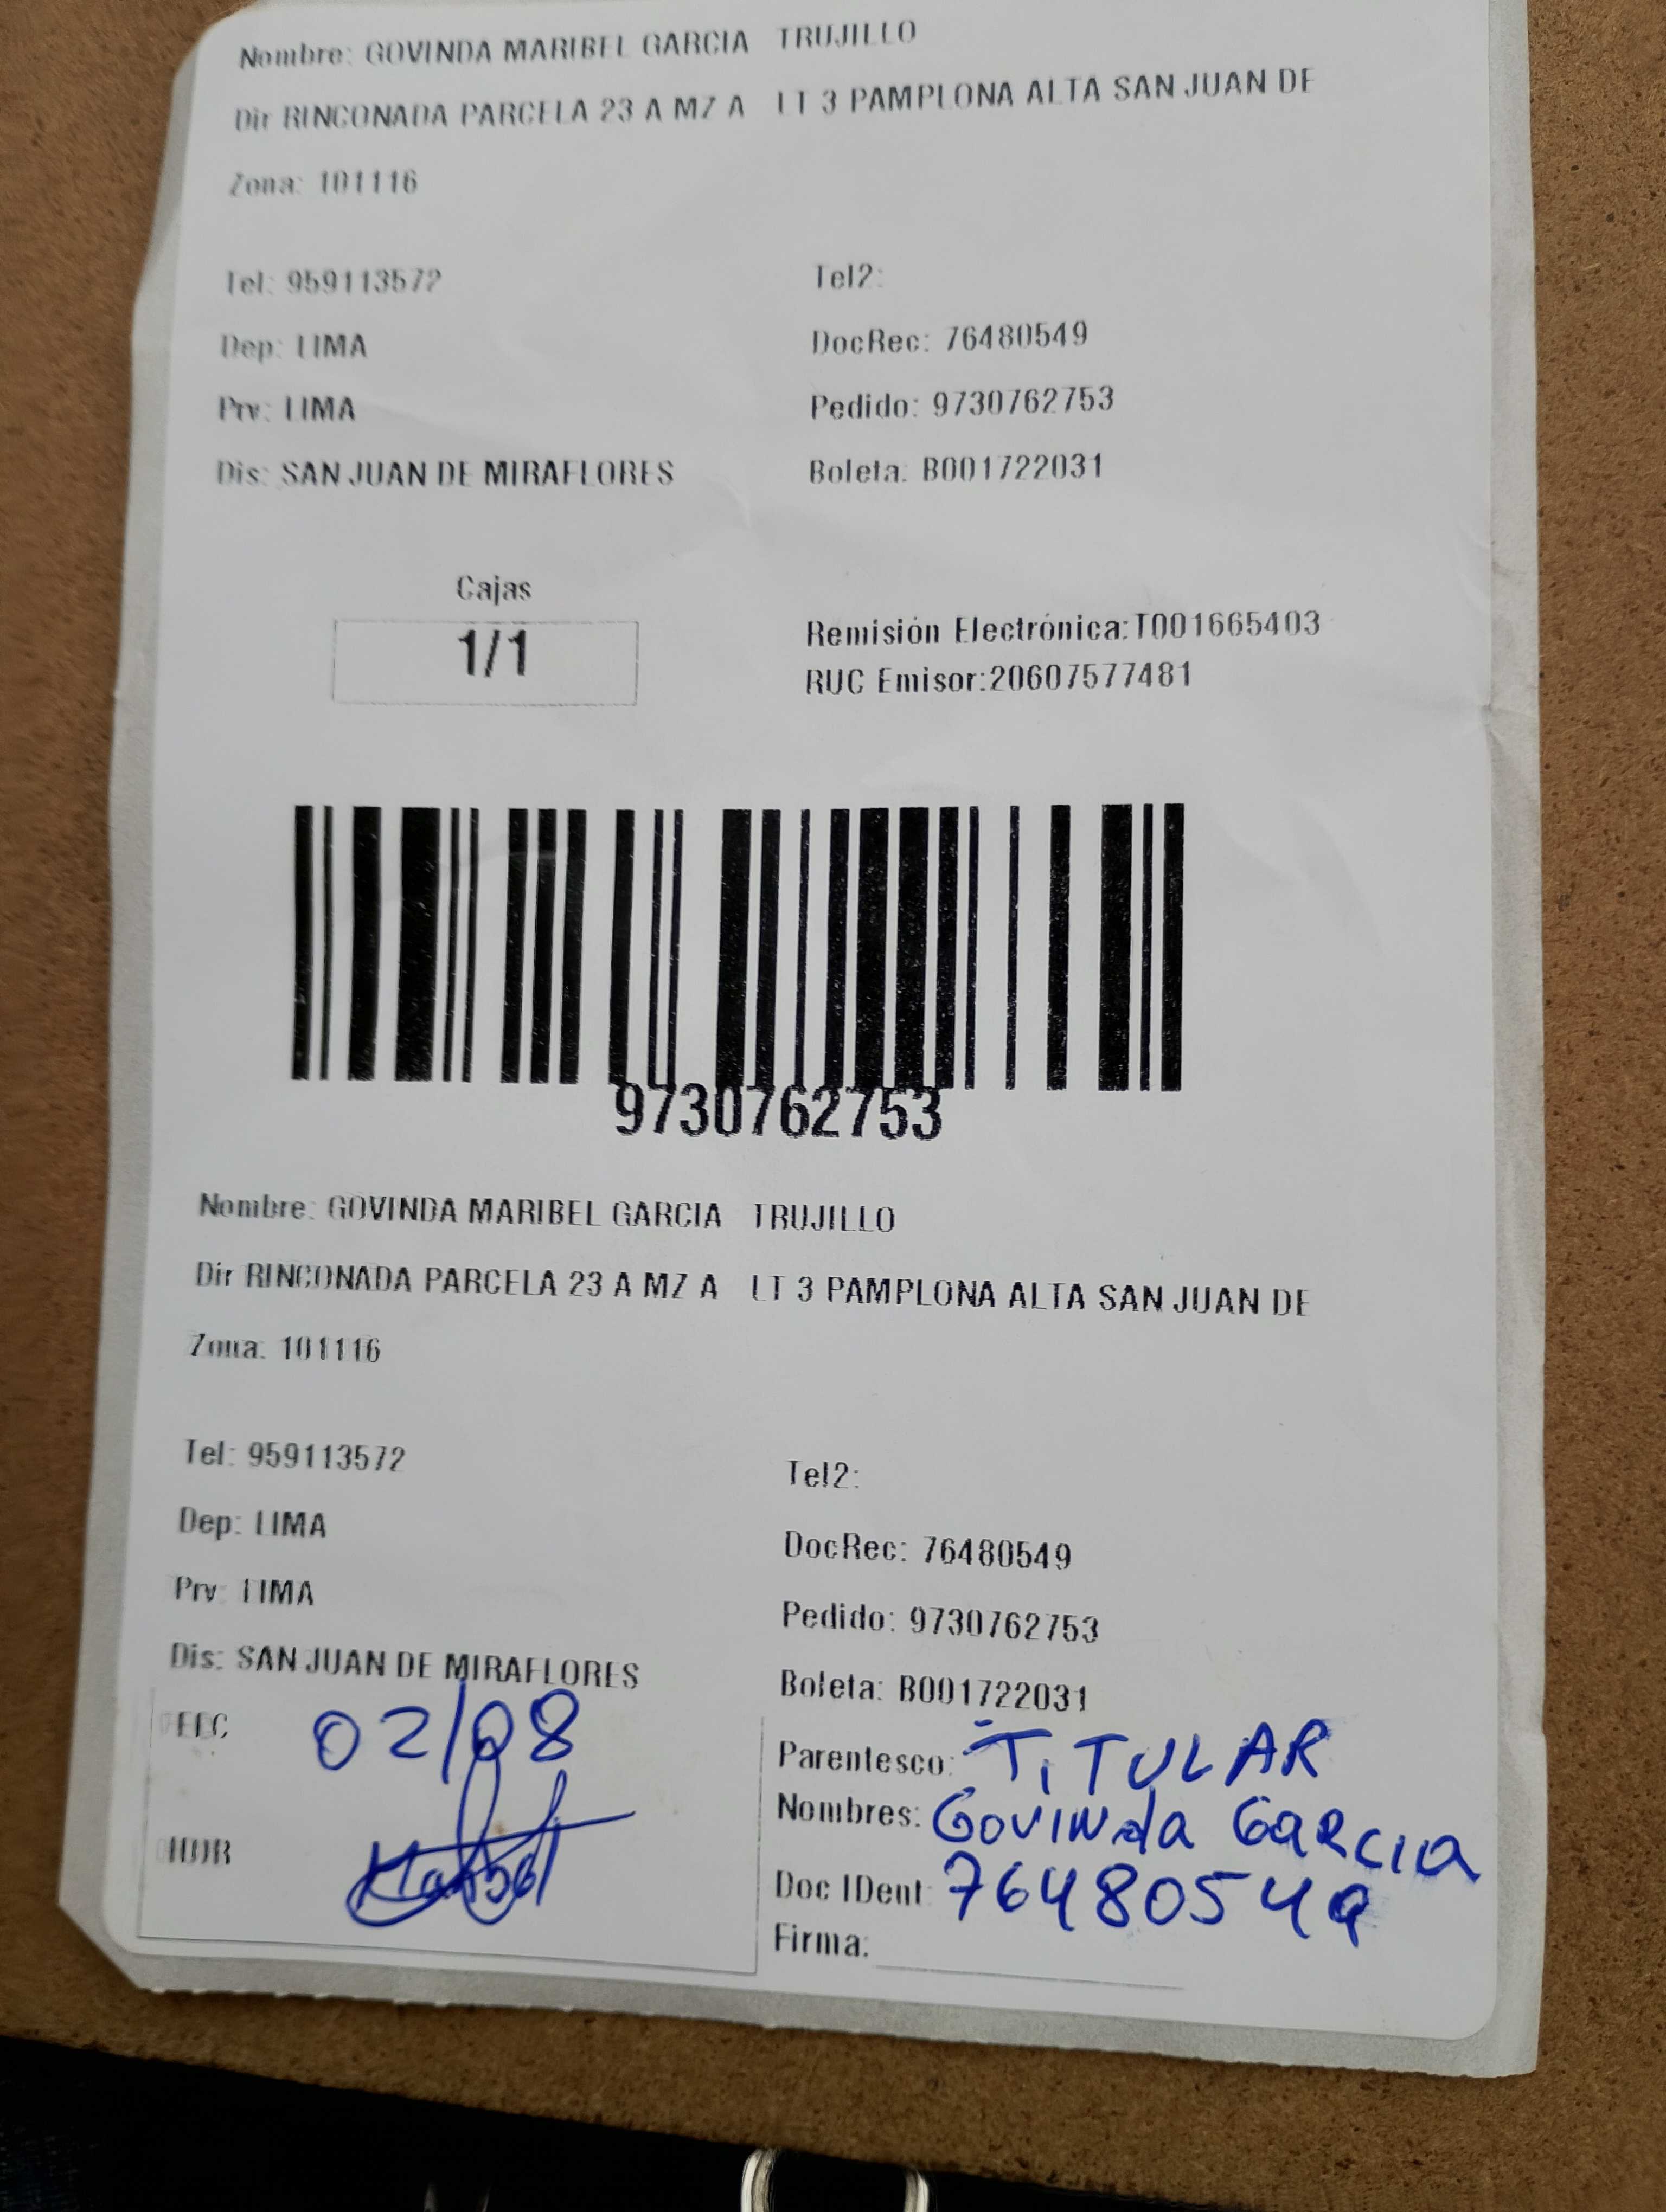 Nombre: GOVINDA MARIBEL GARCIA TRUJILLO
Dir RINCONADA PARCELA 23 A MZ A LT 3 PAMPLONA ALTA SAN JUAN DE
Zona: 101116
Tel: 959113572 Tel2:
Dep: LIMA DocRec: 76480549
Prv: LIMA Pedido: 9730762753
Dis: SAN JUAN DE MIRAFLORES Boleta: B001722031
Cajas
1/1
Remisión Electrónica:T001665403
RUC Emisor:20607577481
9730762753
Nombre: GOVINDA MARIBEL GARCIA TRUJILLO
Dir RINCONADA PARCELA 23 A MZ A LT 3 PAMPLONA ALTA SAN JUAN DE
Zona: 101116
Tel: 959113572 Tel2:
Dep: LIMA DocRec: 76480549
Prv: LIMA Pedido: 9730762753
Dis: SAN JUAN DE MIRAFLORES Boleta: B001722031
FEC 02/08 Parentesco: TiTULAR
Nombres: GOVINda GaRCIa
HOR Doc IDent: 76480549
Firma: